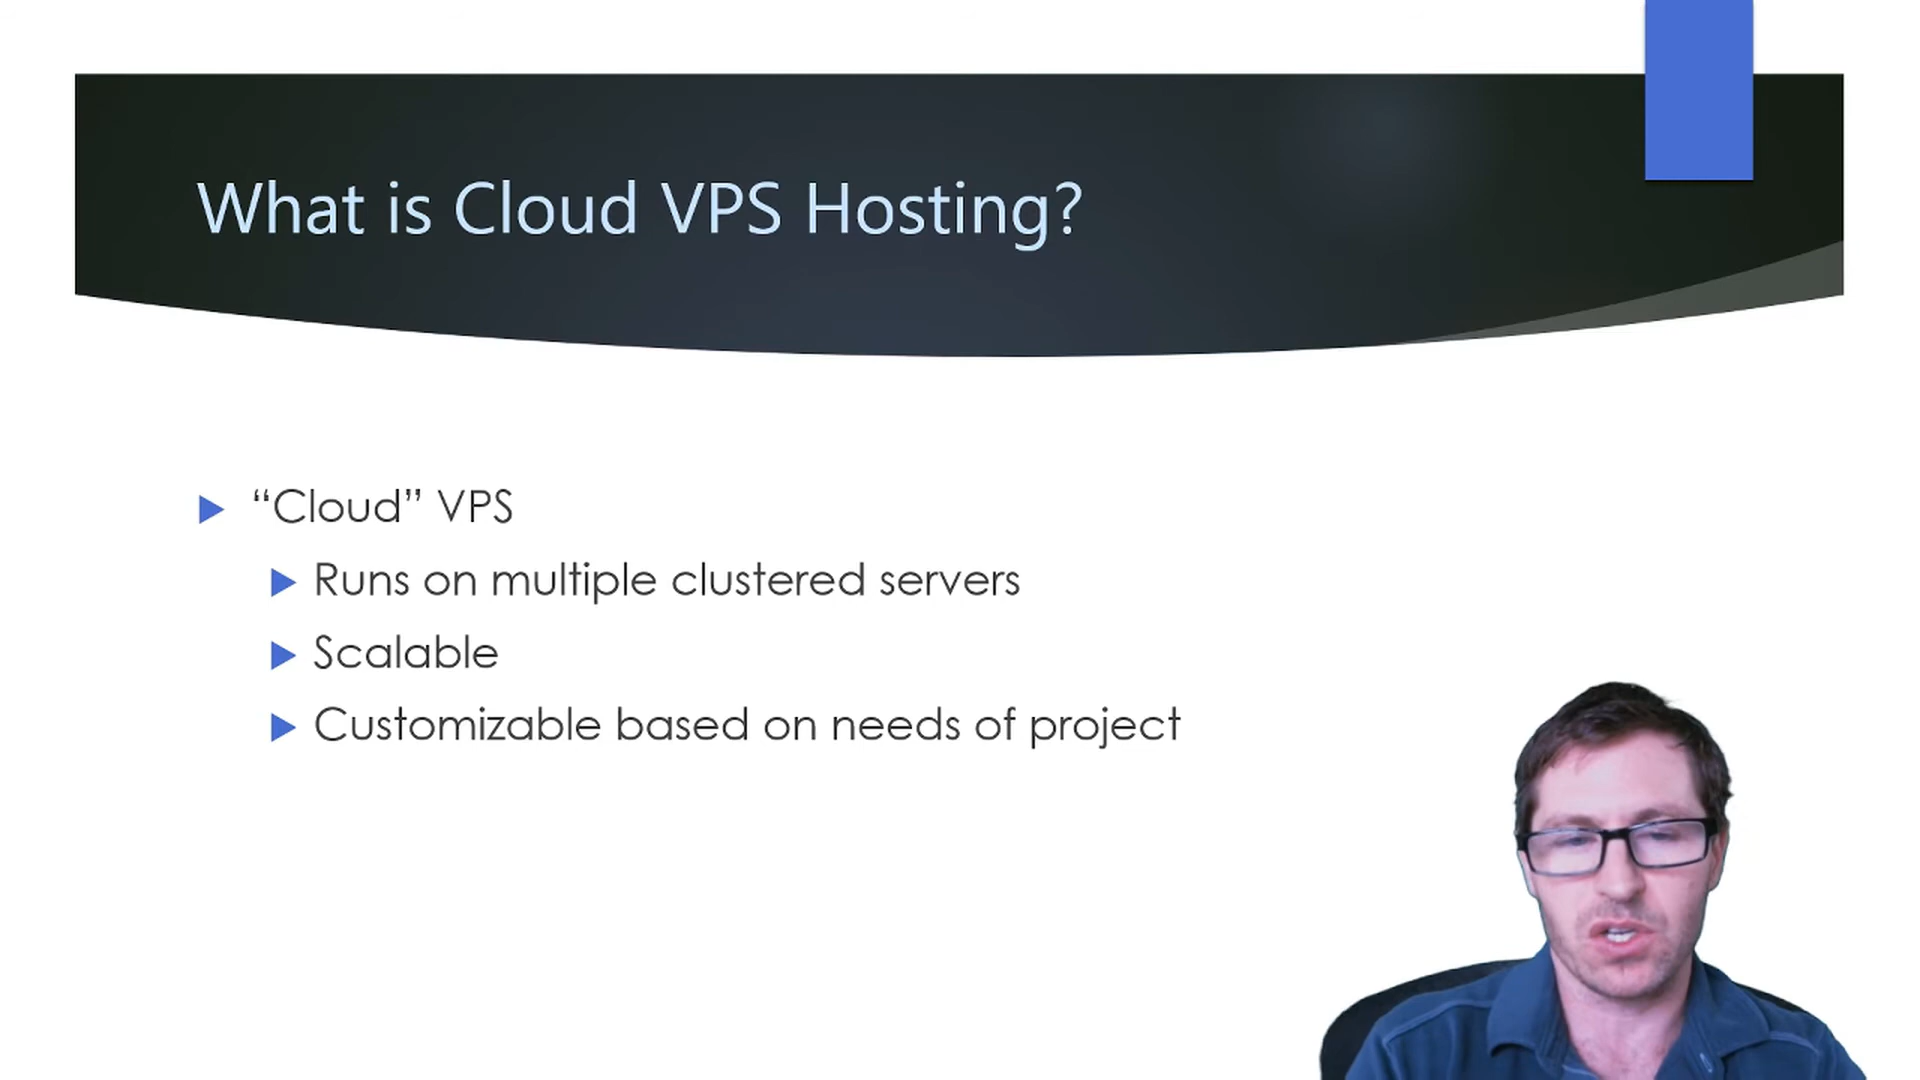 What is Cloud VPS Hosting?
“Cloud” VPS
Runs on multiple clustered servers
Scalable
Customizable based on needs of project